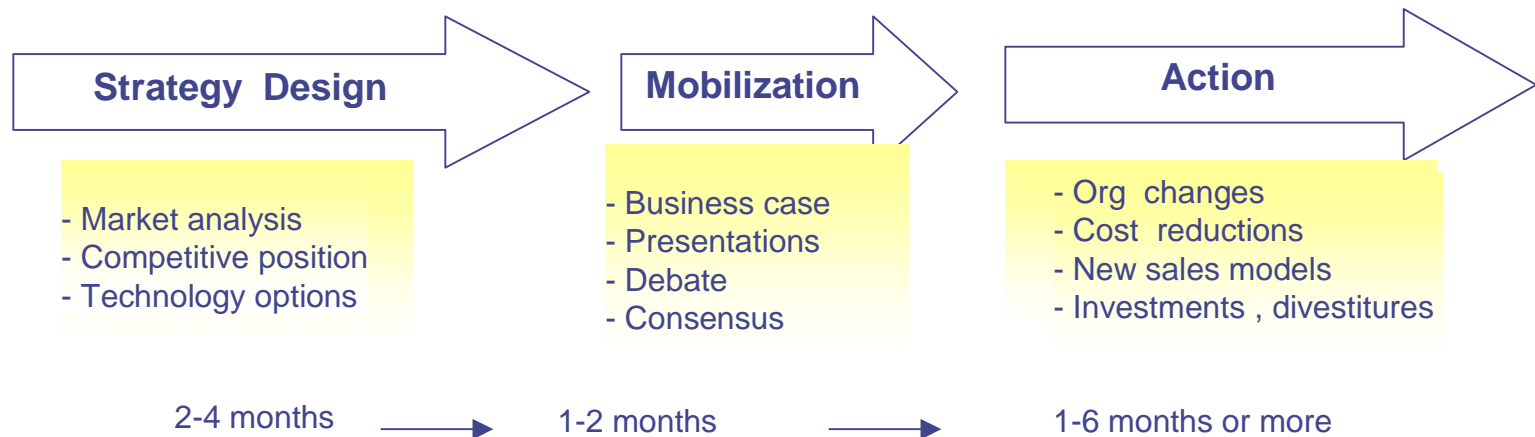 Strategy Design
- Market analysis
- Competitive position
- Technology options
2-4 months
Mobilization
- Business case
- Presentations
- Debate
- Consensus
1-2 months
Action
- Org changes
- Cost reductions
- New sales models
- Investments , divestitures
1-6 months or more